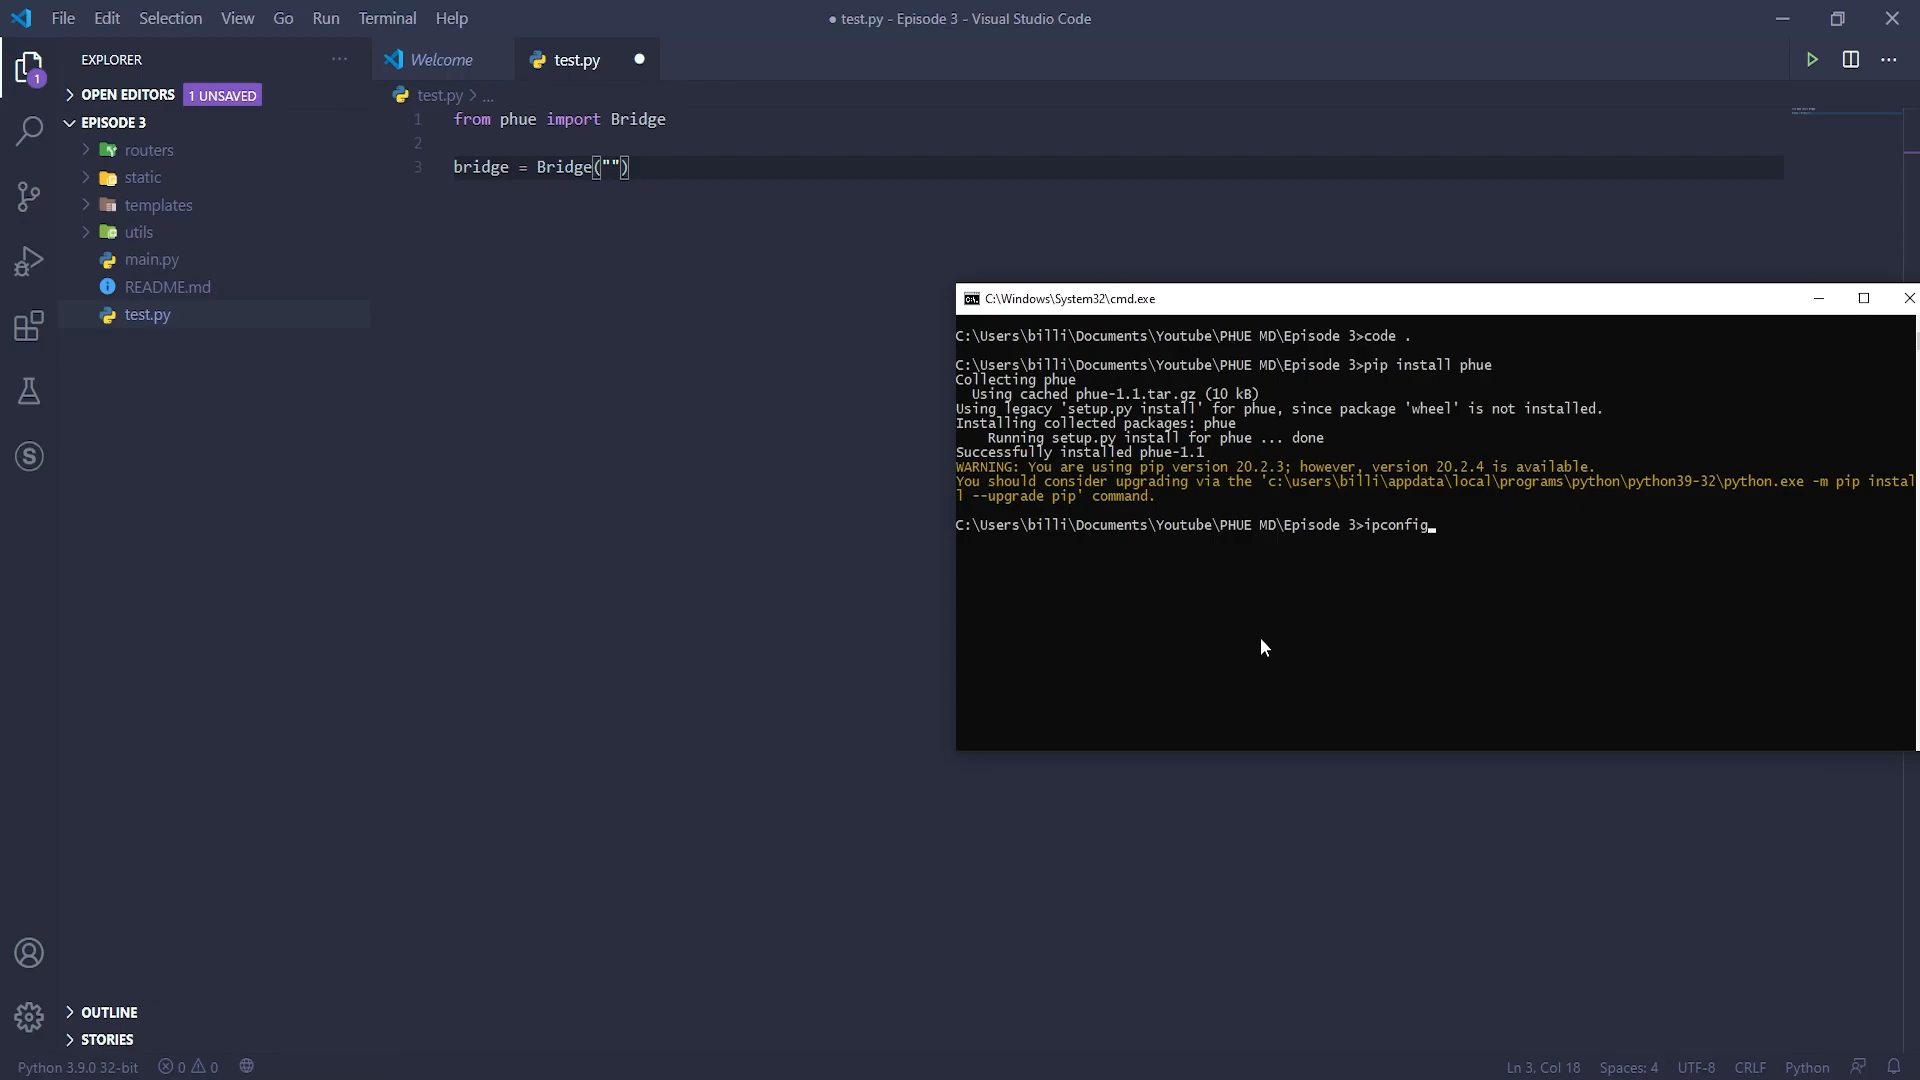 File Edit Selection View Go Run Terminal Help
● test.py - Episode 3 - Visual Studio Code
EXPLORER
Welcome
test.py
1
OPEN EDITORS 1 UNSAVED
test.py > ...
EPISODE 3
routers
static
templates
utils
main.py
README.md
test.py
1 from phue import Bridge
2
3 bridge = Bridge("")
C:\Windows\System32\cmd.exe
C:\Users\billi\Documents\Youtube\PHUE MD\Episode 3>code .
C:\Users\billi\Documents\Youtube\PHUE MD\Episode 3>pip install phue
Collecting phue
Using cached phue-1.1.tar.gz (10 kB)
Using legacy 'setup.py install' for phue, since package 'wheel' is not installed.
Installing collected packages: phue
Running setup.py install for phue ... done
Successfully installed phue-1.1
WARNING: You are using pip version 20.2.3; however, version 20.2.4 is available.
You should consider upgrading via the 'c:\users\billi\appdata\local\programs\python\python39-32\python.exe -m pip instal
l --upgrade pip' command.
C:\Users\billi\Documents\Youtube\PHUE MD\Episode 3>ipconfig_
OUTLINE
STORIES
Python 3.9.0 32-bit 0 0
Ln 3, Col 18 Spaces: 4 UTF-8 CRLF Python